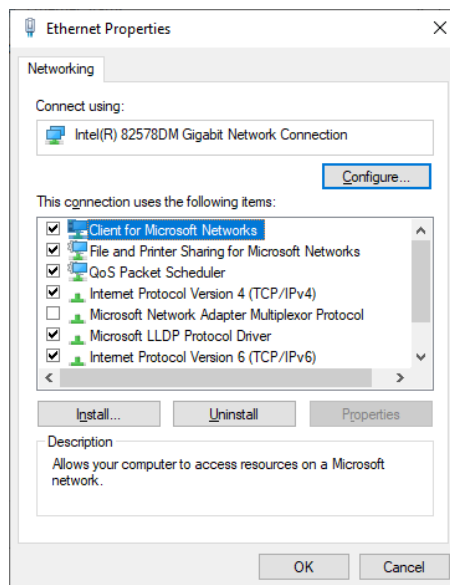 Ethernet Properties
Networking
Connect using:
Intel(R) 82578DM Gigabit Network Connection
Configure...
This connection uses the following items:
Client for Microsoft Networks
File and Printer Sharing for Microsoft Networks
QoS Packet Scheduler
Internet Protocol Version 4 (TCP/IPv4)
Microsoft Network Adapter Multiplexor Protocol
Microsoft LLDP Protocol Driver
Internet Protocol Version 6 (TCP/IPv6)
Install... Uninstall Properties
Description
Allows your computer to access resources on a Microsoft
network.
OK Cancel